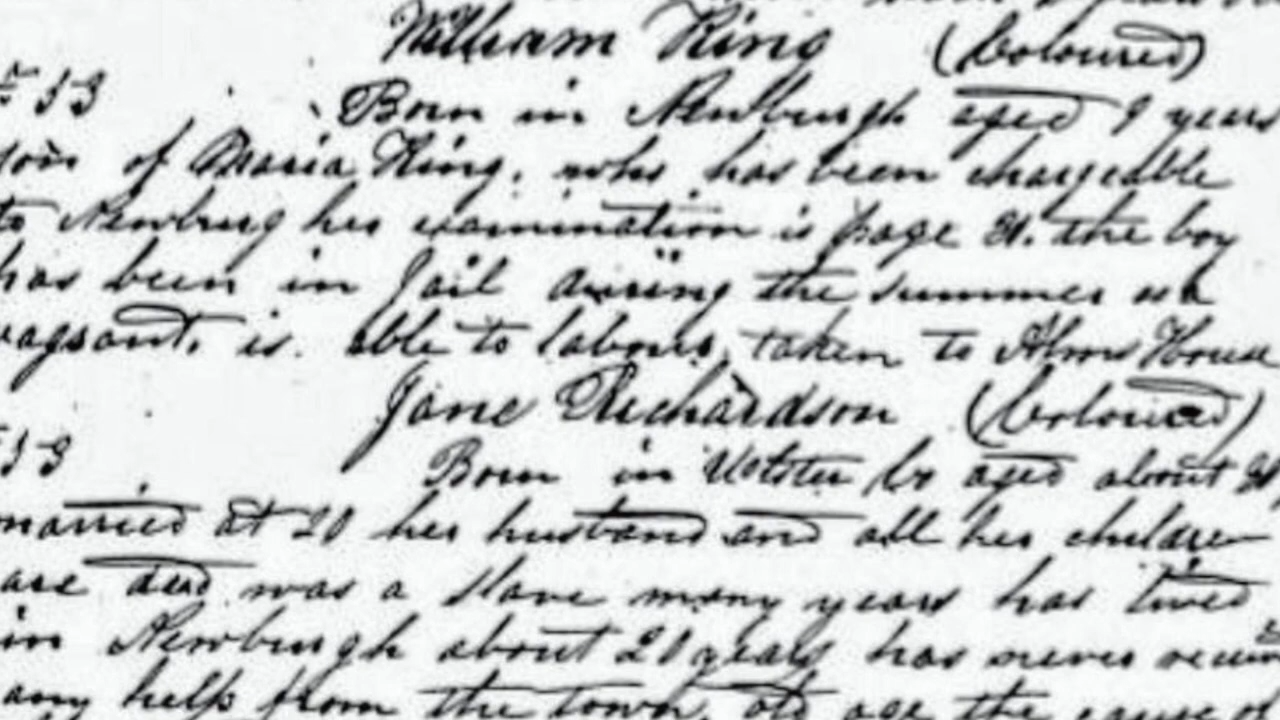 William King (Coloured)
53
Born in Newburgh aged 9 years
son of Maria King, who has been chargeable
to Newburg her examination is page 21. the boy
has been in Jail during the summer as a
vagrant, is. able to labour, taken to Alms House
Jane Richardson (Coloured)
53
Born in Ulster Co aged about
married at 20 her husband and all her children
are dead was a slave many years has lived
in Newburgh about 20 years has never
any help from the town, old age the cause of